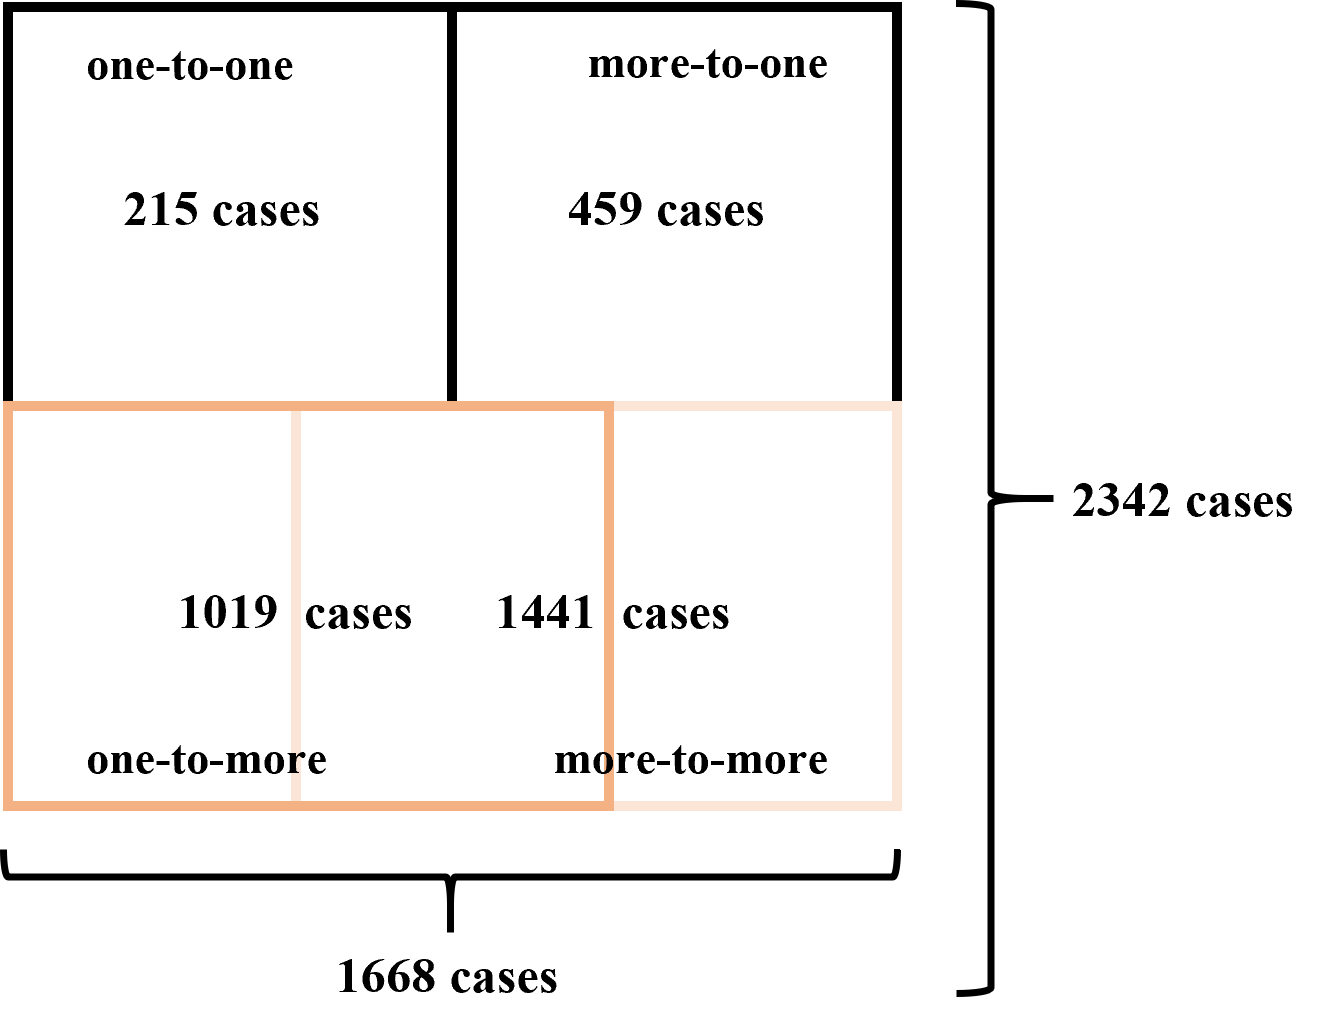 one-to-one
more-to-one
215 cases
459 cases
2342 cases
1019 cases
1441 cases
one-to-more
more-to-more
1668 cases